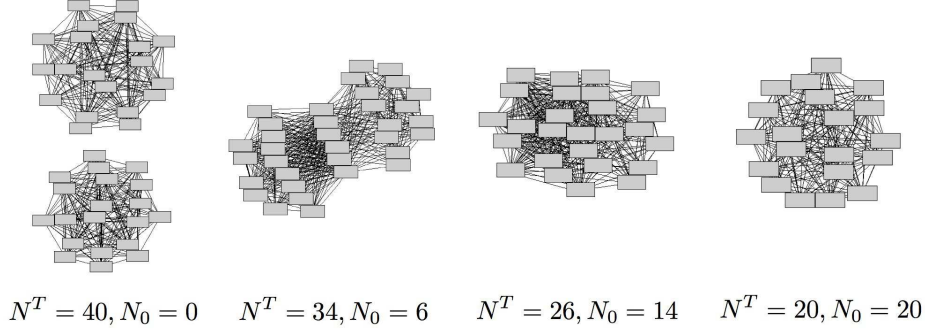 N^T = 40, N_0 = 0
N^T = 34, N_0 = 6
N^T = 26, N_0 = 14
N^T = 20, N_0 = 20